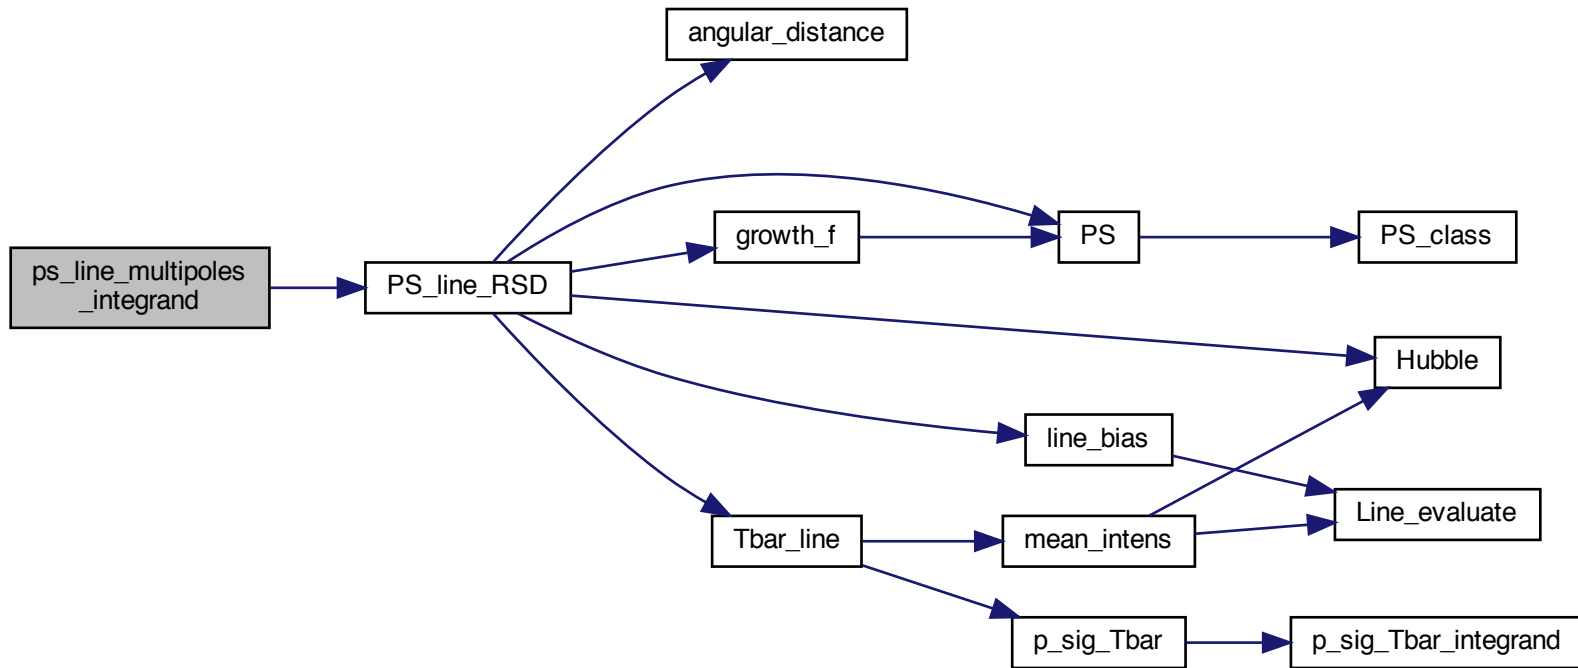 angular_distance
ps_line_multipoles
_integrand
PS_line_RSD
growth_f
PS
PS_class
Hubble
line_bias
Line_evaluate
Tbar_line
mean_intens
p_sig_Tbar
p_sig_Tbar_integrand